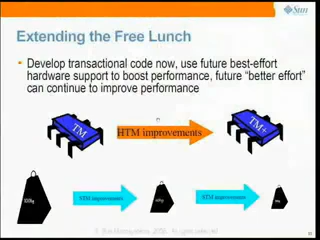 Sun
Extending the Free Lunch
Develop transactional code now, use future best-effort
hardware support to boost performance, future "better effort"
can continue to improve performance
TM
HTM improvements
TM+
STM improvements
STM improvements